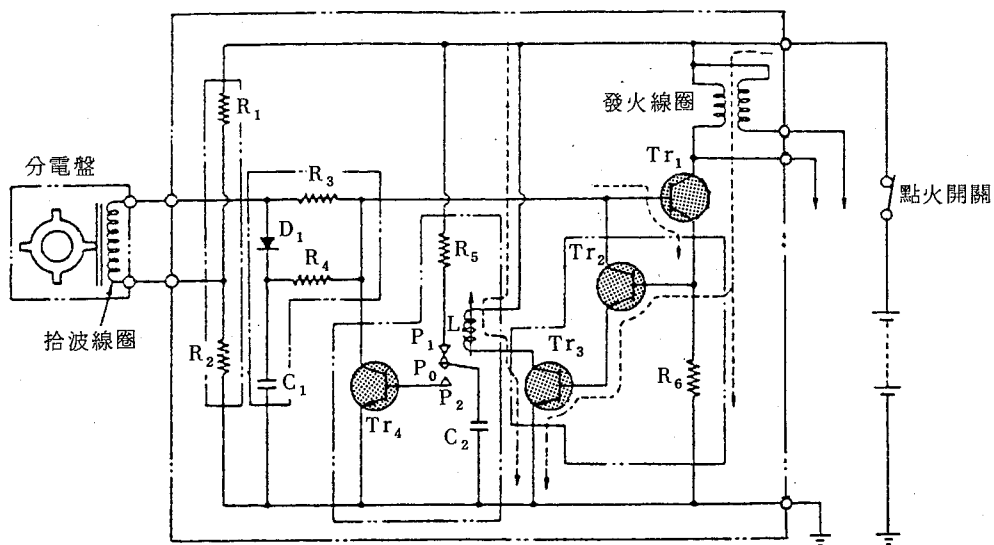 發火線圈
R₁
分電盤
Tr₁
R₃
點火開關
D₁
R₅
Tr₂
R₄
拾波線圈
L
P₁
Tr₃
R₂
P₀
R₆
C₁
P₂
Tr₄
C₂